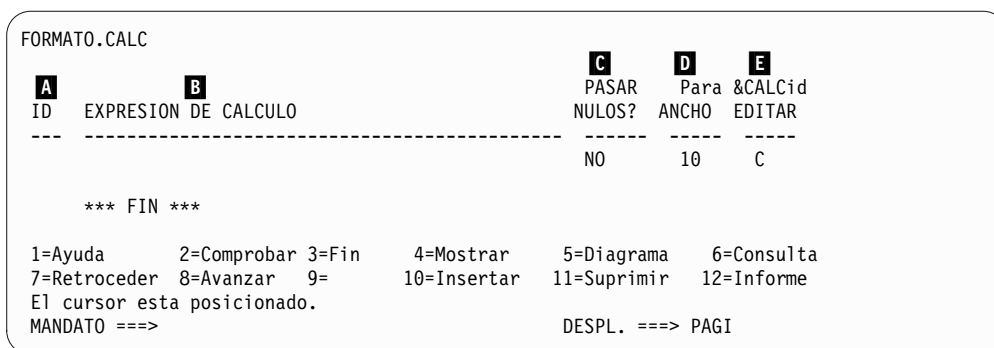 FORMATO.CALC
C D E
A B PASAR Para &CALCid
ID EXPRESION DE CALCULO NULOS? ANCHO EDITAR
--- --------------------------------------------- ------ ----- -----
NO 10 C
*** FIN ***
1=Ayuda 2=Comprobar 3=Fin 4=Mostrar 5=Diagrama 6=Consulta
7=Retroceder 8=Avanzar 9= 10=Insertar 11=Suprimir 12=Informe
El cursor esta posicionado.
MANDATO ===> DESPL. ===> PAGI